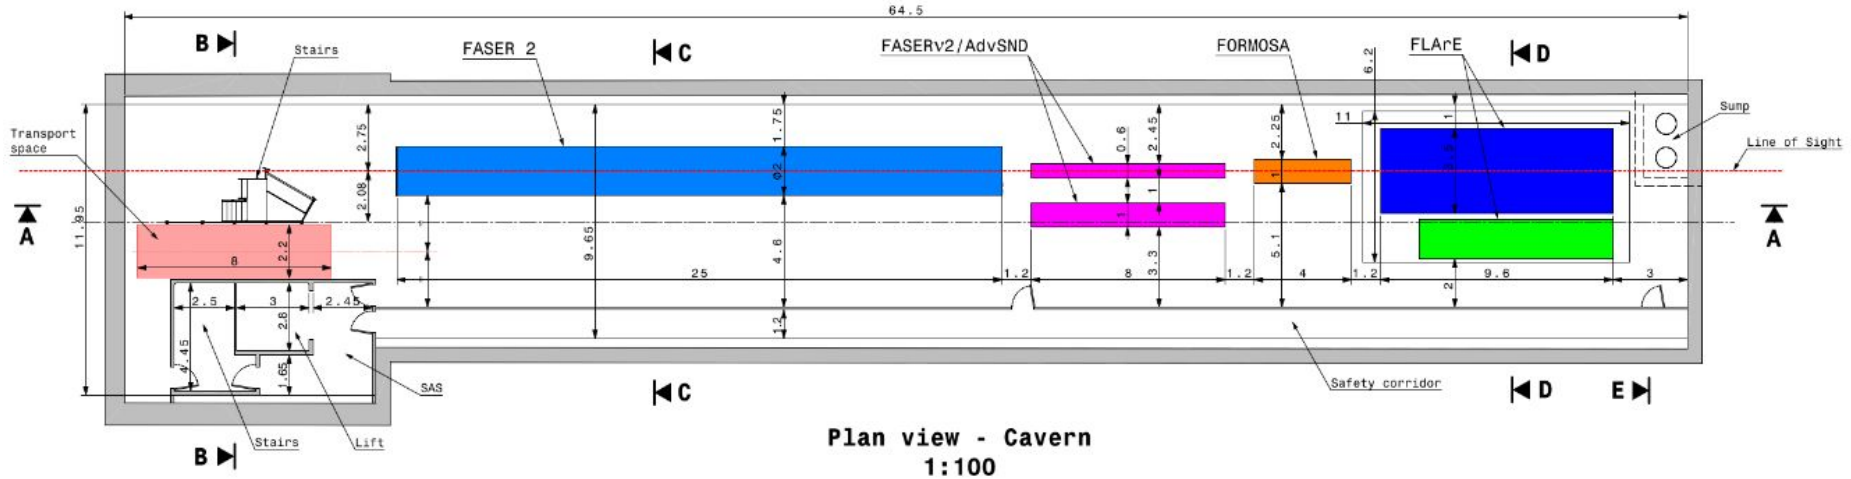 64.5
B
Stairs
FASER 2
C
FASERν2/AdvSND
FORMOSA
FLArE
D
6.2
Transport
space
2.75
1.75
0.6
2.45
2.25
1
11
1
Sump
Line of Sight
2
1
2.08
A
11.95
2.2
9.65
4.6
1
1
3.3
5.1
A
8
25
1.2
8
1.2
4
1.2
9.6
3
2.5
3
2.45
2.8
2
1.2
4.45
1.65
SAS
Safety corridor
C
D
E
Stairs
Lift
B
Plan view - Cavern
1:100